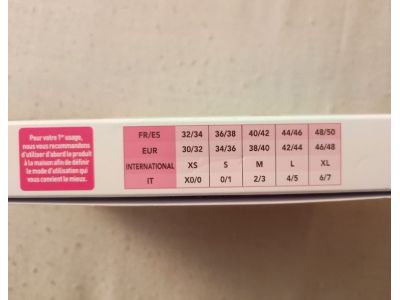 Pour votre 1er usage,
nous vous recommandons
d'utiliser d'abord le produit
à la maison afin de définir
le mode d'utilisation qui
vous convient le mieux.
FR/ES 32/34 36/38 40/42 44/46 48/50
EUR 30/32 34/36 38/40 42/44 46/48
INTERNATIONAL XS S M L XL
IT X0/0 0/1 2/3 4/5 6/7